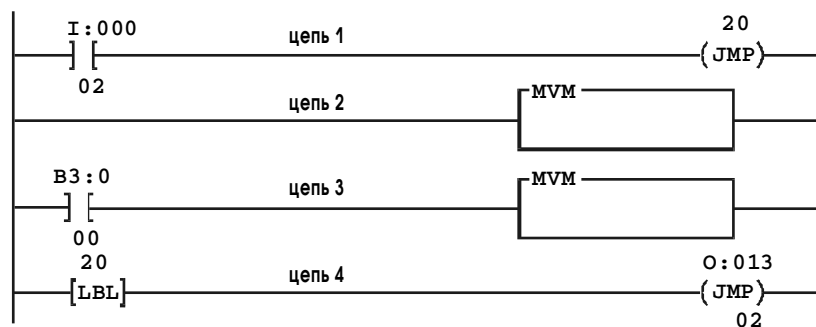 I:000 цепь 1 20
] [ (JMP)
02
цепь 2 MVM
B3:0 цепь 3 MVM
] [
00
20 цепь 4 O:013
[LBL] (JMP)
02